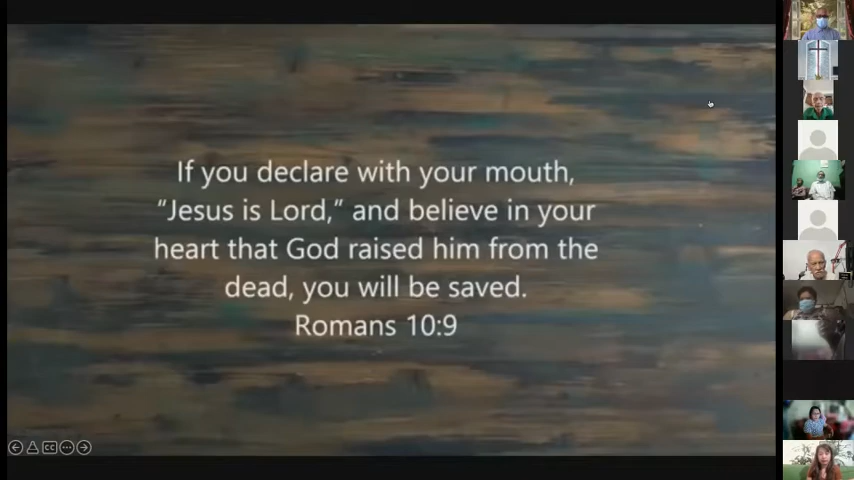 If you declare with your mouth,
“Jesus is Lord,” and believe in your
heart that God raised him from the
dead, you will be saved.
Romans 10:9
CC